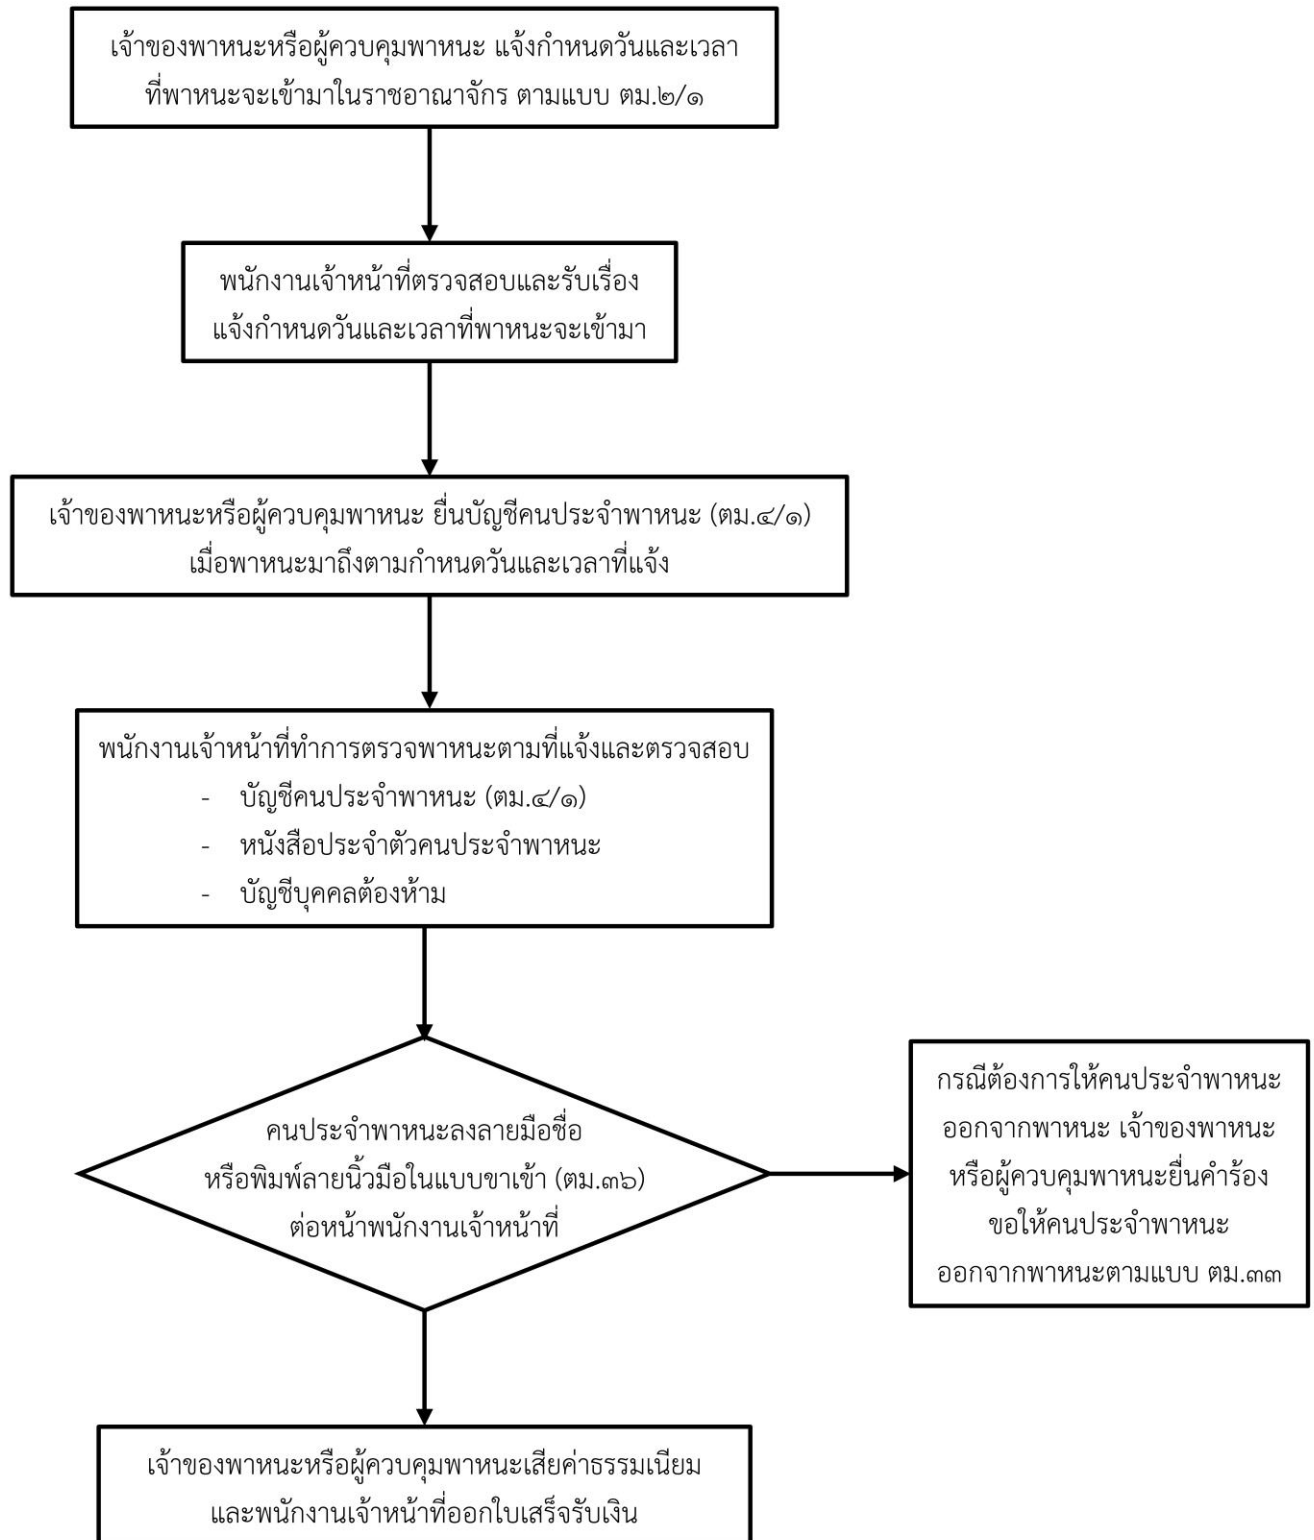 เจ้าของพาหนะหรือผู้ควบคุมพาหนะ แจ้งกำหนดวันและเวลา
ที่พาหนะจะเข้ามาในราชอาณาจักร ตามแบบ ตม.๒/๑
พนักงานเจ้าหน้าที่ตรวจสอบและรับเรื่อง
แจ้งกำหนดวันและเวลาที่พาหนะจะเข้ามา
เจ้าของพาหนะหรือผู้ควบคุมพาหนะ ยื่นบัญชีคนประจำพาหนะ (ตม.๔/๑)
เมื่อพาหนะมาถึงตามกำหนดวันและเวลาที่แจ้ง
พนักงานเจ้าหน้าที่ทำการตรวจพาหนะตามที่แจ้งและตรวจสอบ
- บัญชีคนประจำพาหนะ (ตม.๔/๑)
- หนังสือประจำตัวคนประจำพาหนะ
- บัญชีบุคคลต้องห้าม
คนประจำพาหนะลงลายมือชื่อ
หรือพิมพ์ลายนิ้วมือในแบบขาเข้า (ตม.๓๖)
ต่อหน้าพนักงานเจ้าหน้าที่
กรณีต้องการให้คนประจำพาหนะ
ออกจากพาหนะ เจ้าของพาหนะ
หรือผู้ควบคุมพาหนะยื่นคำร้อง
ขอให้คนประจำพาหนะ
ออกจากพาหนะตามแบบ ตม.๓๓
เจ้าของพาหนะหรือผู้ควบคุมพาหนะเสียค่าธรรมเนียม
และพนักงานเจ้าหน้าที่ออกใบเสร็จรับเงิน